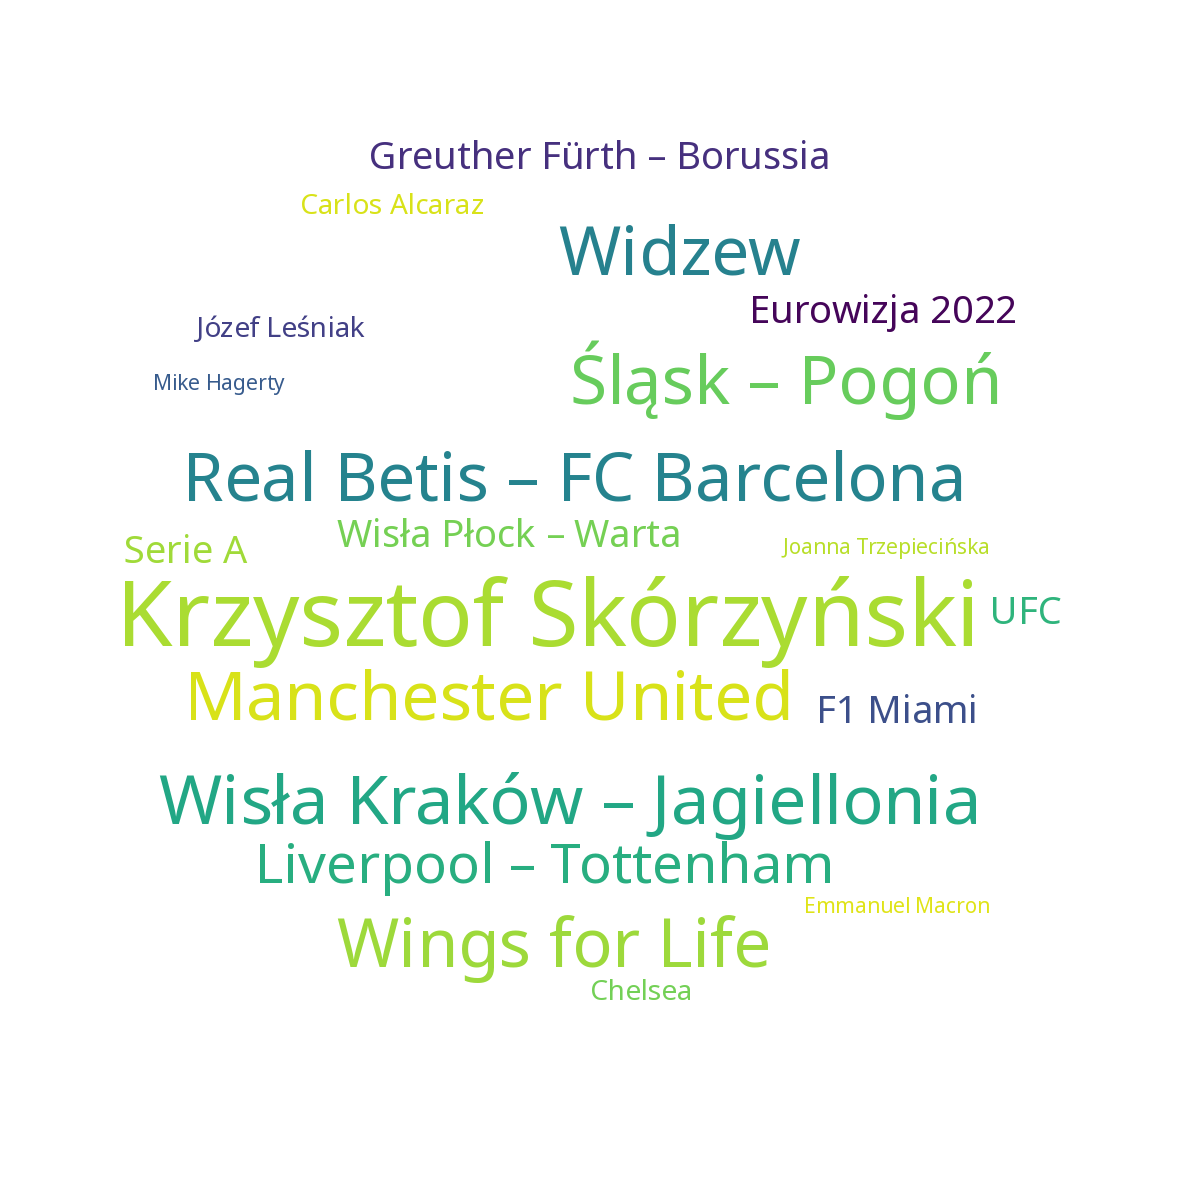 Greuther Fürth – Borussia
Carlos Alcaraz
Widzew
Eurowizja 2022
Józef Leśniak
Śląsk – Pogoń
Mike Hagerty
Real Betis – FC Barcelona
Wisła Płock – Warta
Serie A
Joanna Trzepiecińska
Krzysztof Skórzyński
UFC
Manchester United
F1 Miami
Wisła Kraków – Jagiellonia
Liverpool – Tottenham
Emmanuel Macron
Wings for Life
Chelsea